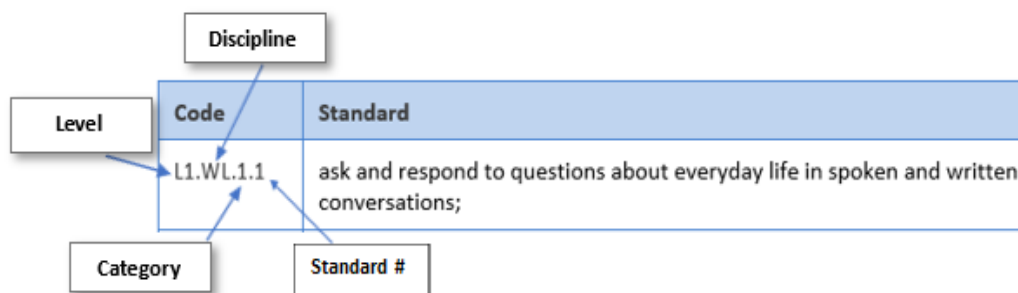 Discipline
Level
Code Standard
L1.WL.1.1 ask and respond to questions about everyday life in spoken and written
conversations;
Category
Standard #